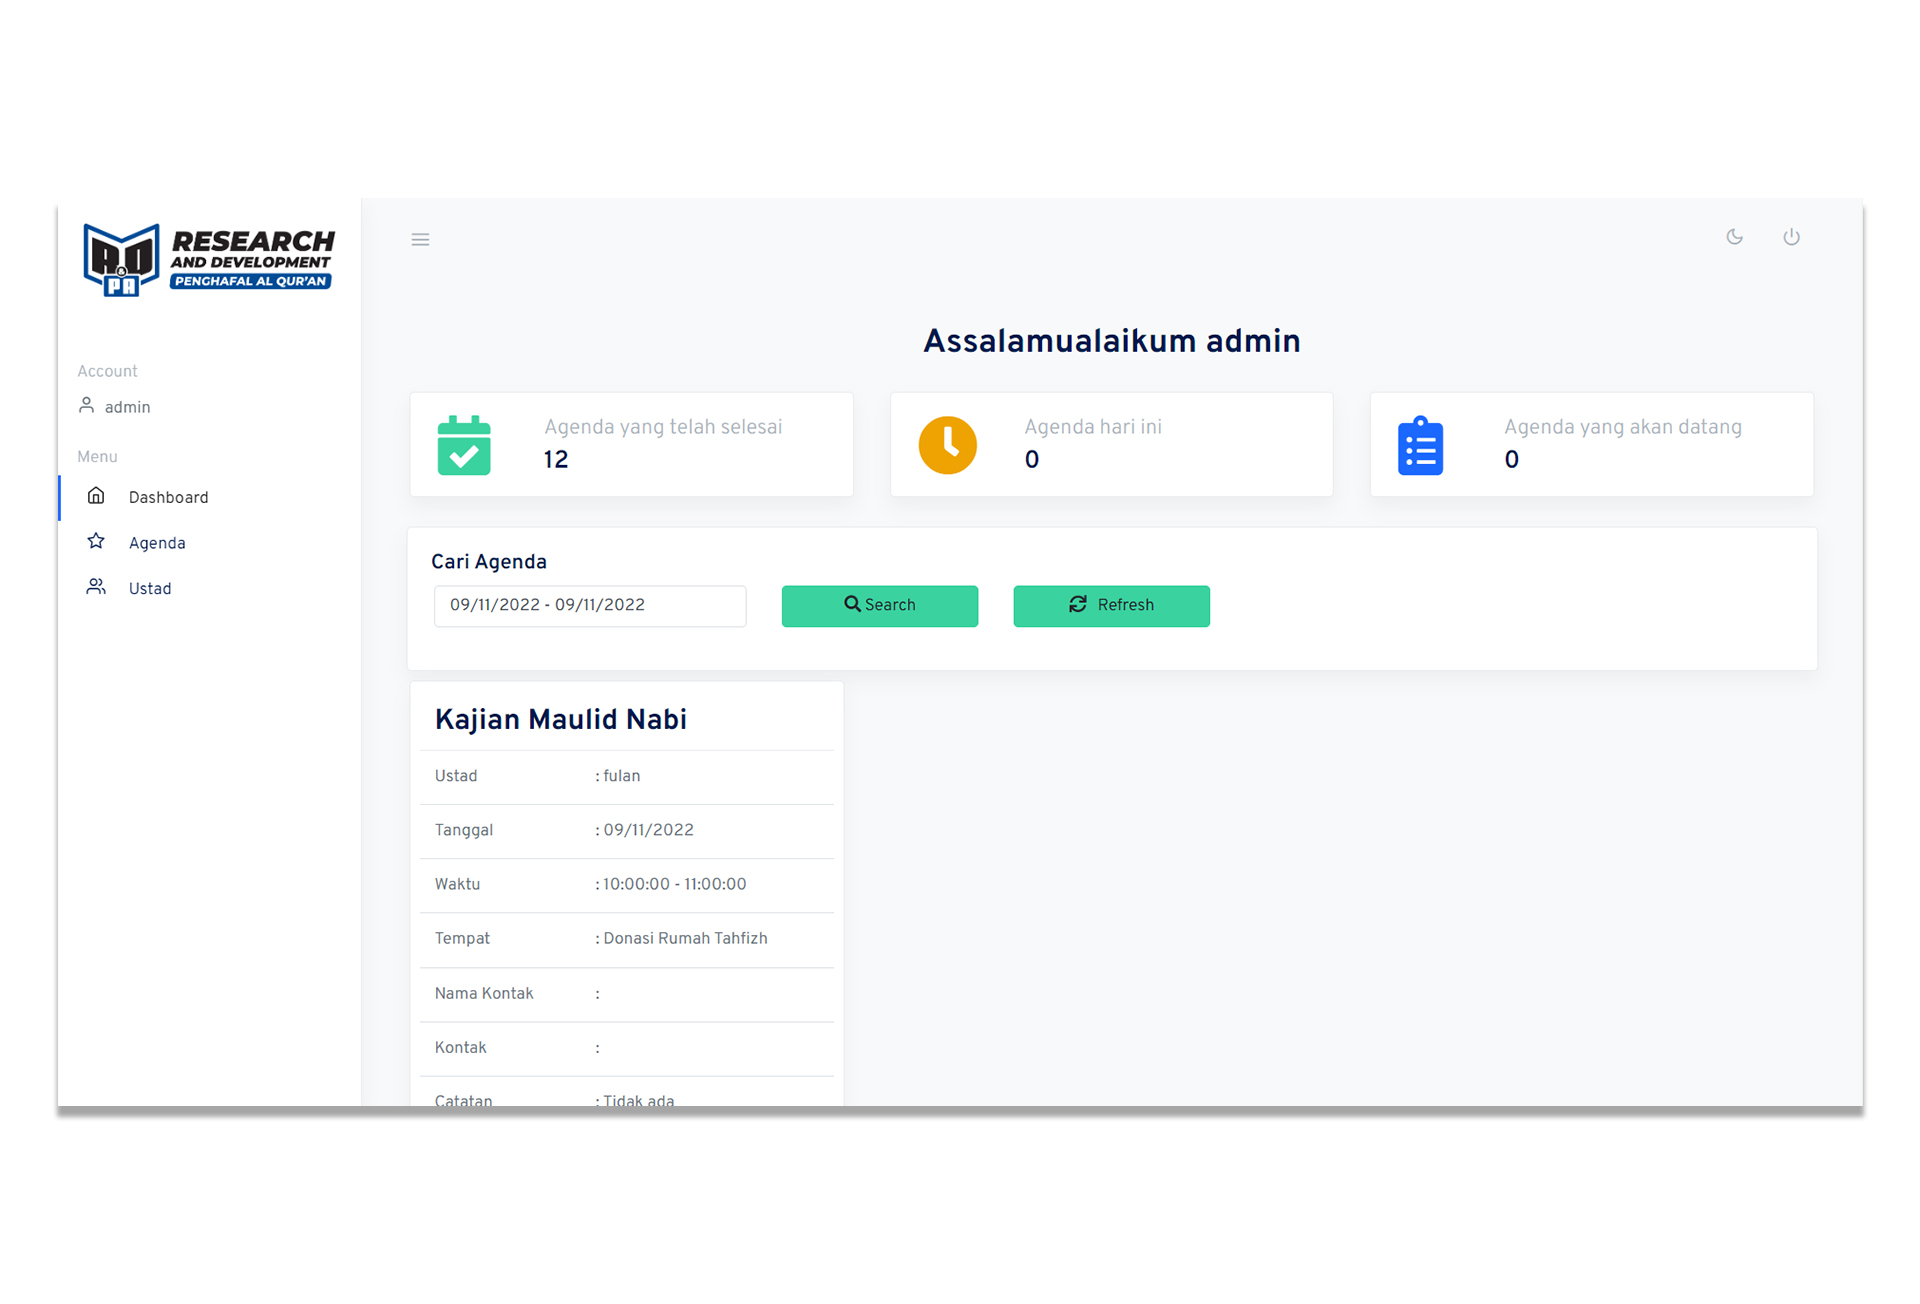 R&D
PA
RESEARCH
AND DEVELOPMENT
PENGHAFAL AL QUR'AN
Account
admin
Menu
Dashboard
Agenda
Ustad
Assalamualaikum admin
Agenda yang telah selesai
12
Agenda hari ini
0
Agenda yang akan datang
0
Cari Agenda
09/11/2022 - 09/11/2022
Search
Refresh
Kajian Maulid Nabi
Ustad : fulan
Tanggal : 09/11/2022
Waktu : 10:00:00 - 11:00:00
Tempat : Donasi Rumah Tahfizh
Nama Kontak :
Kontak :
Catatan : Tidak ada